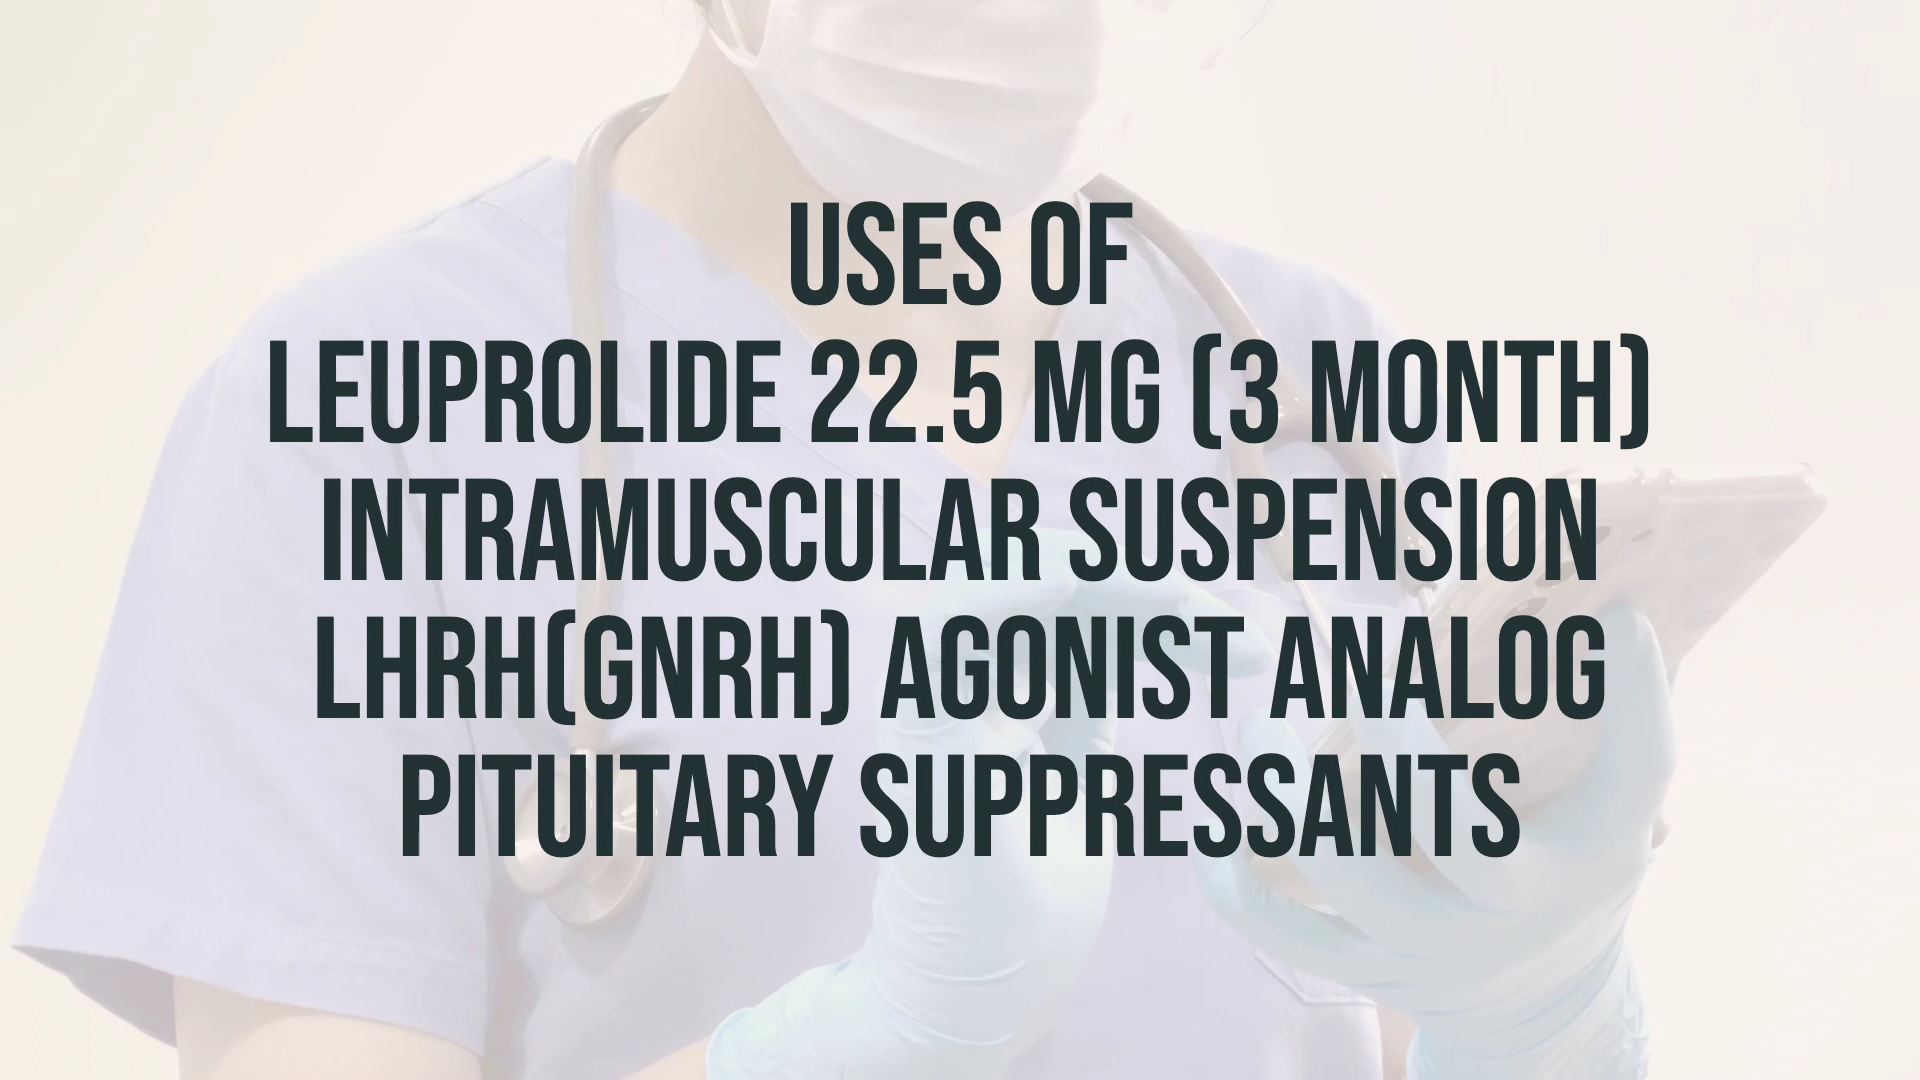 USES OF
LEUPROLIDE 22.5 MG (3 MONTH)
INTRAMUSCULAR SUSPENSION
LHRH(GNRH) AGONIST ANALOG
PITUITARY SUPPRESSANTS